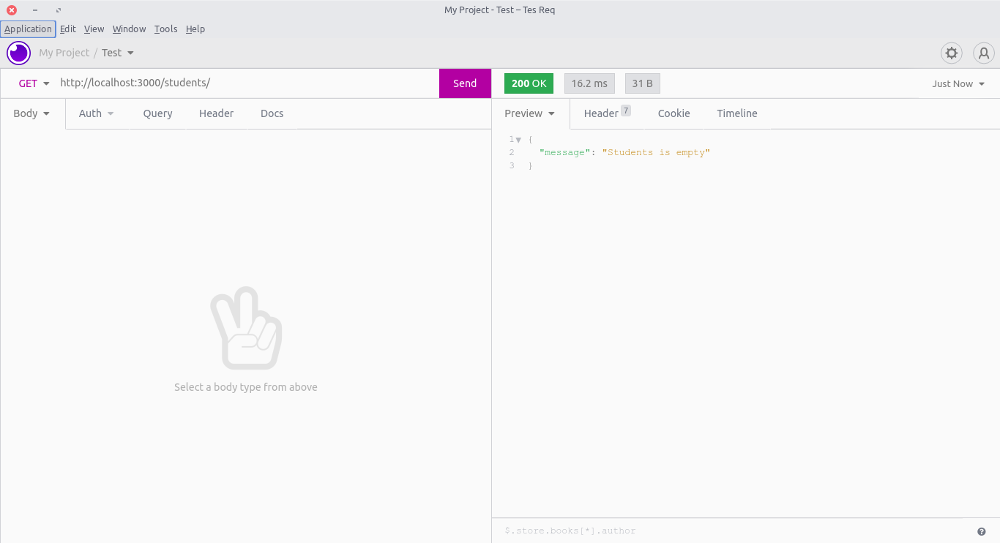 My Project - Test – Tes Req
Application Edit View Window Tools Help
My Project / Test
GET http://localhost:3000/students/ Send 200 OK 16.2 ms 31 B Just Now
Body Auth Query Header Docs Preview Header 7 Cookie Timeline
1 {
2 "message": "Students is empty"
3 }
Select a body type from above
$.store.books[*].author